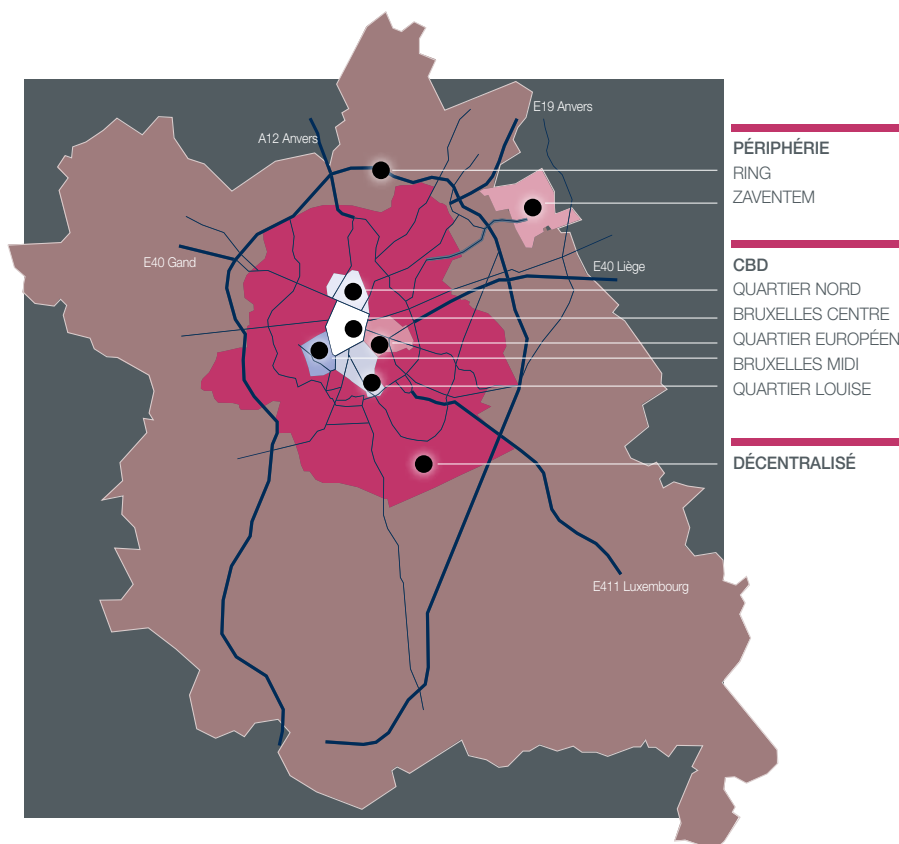 E19 Anvers
A12 Anvers
E40 Gand
E40 Liège
E411 Luxembourg
PÉRIPHÉRIE
RING
ZAVENTEM
CBD
QUARTIER NORD
BRUXELLES CENTRE
QUARTIER EUROPÉEN
BRUXELLES MIDI
QUARTIER LOUISE
DÉCENTRALISÉ